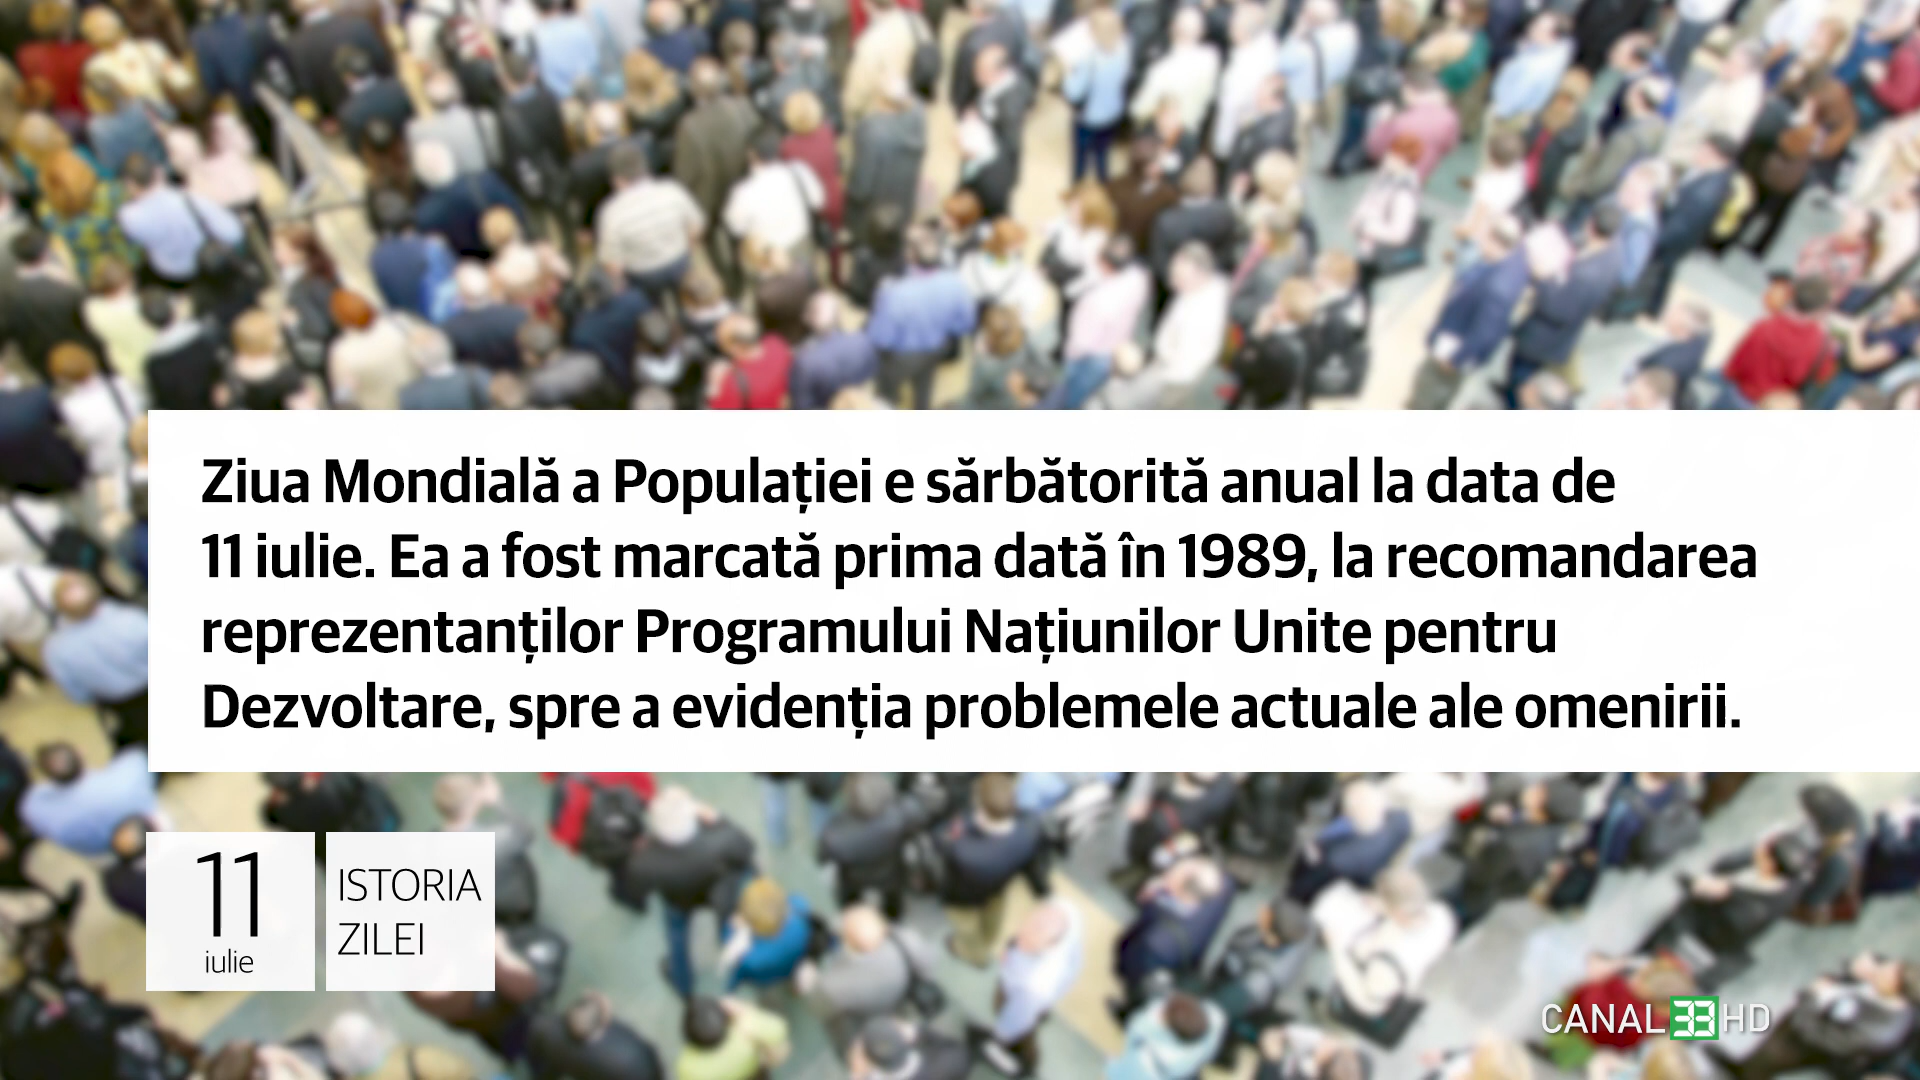 Ziua Mondială a Populației e sărbătorită anual la data de
11 iulie. Ea a fost marcată prima dată în 1989, la recomandarea
reprezentanților Programului Națiunilor Unite pentru
Dezvoltare, spre a evidenția problemele actuale ale omenirii.
11
iulie
ISTORIA
ZILEI
CANAL 33 HD